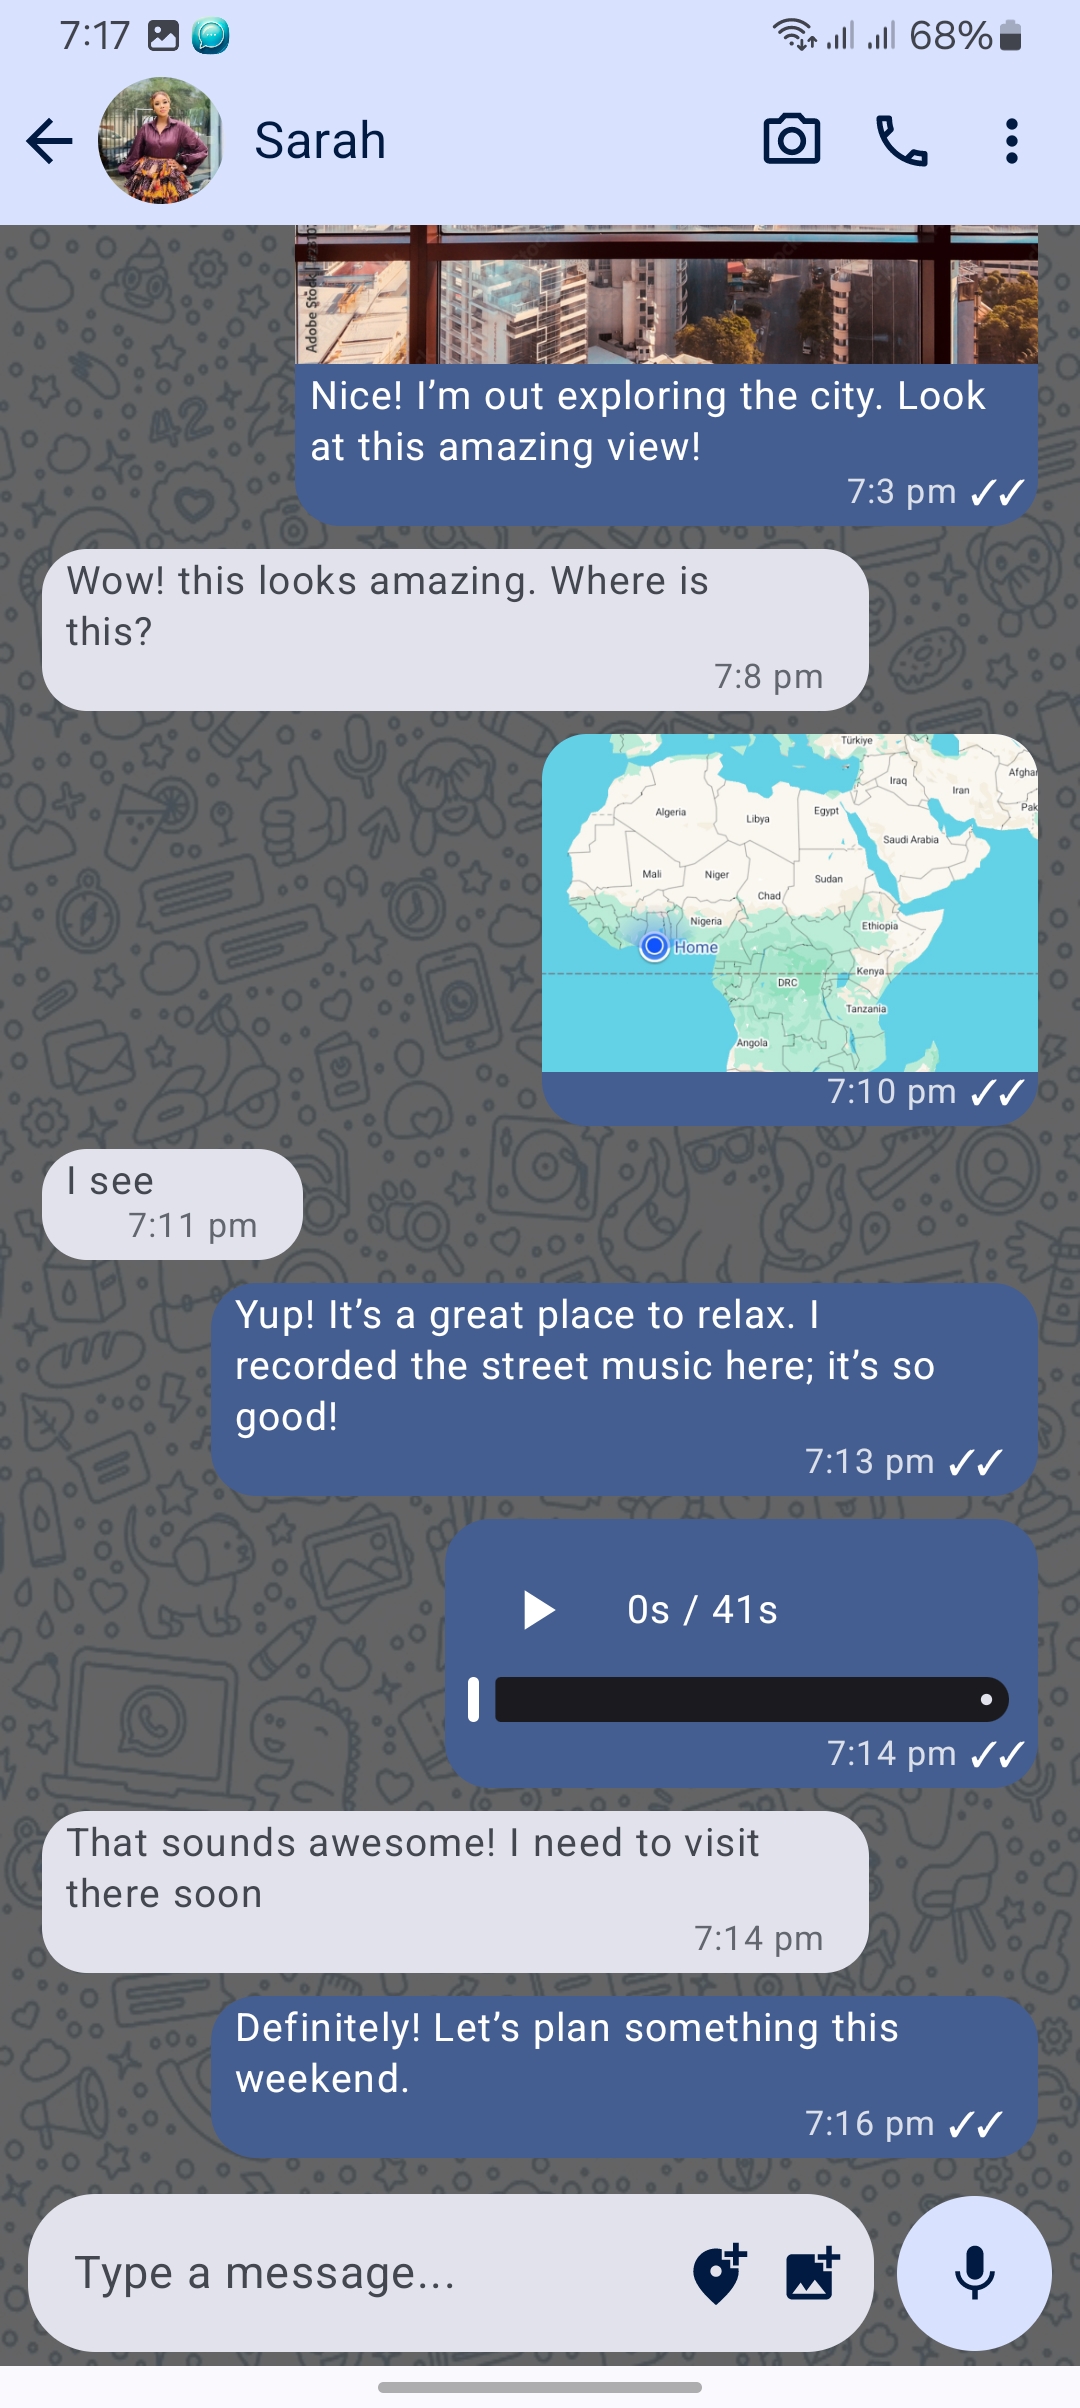 7:17
68%
Sarah
Adobe Stock
Nice! I’m out exploring the city. Look
at this amazing view!
7:3 pm
Wow! this looks amazing. Where is
this?
7:8 pm
Türkiye
Afghan
Iraq
Iran
Pak
Algeria
Libya
Egypt
Saudi Arabia
Mali
Niger
Sudan
Chad
Nigeria
Ethiopia
Home
Kenya
DRC
Tanzania
Angola
7:10 pm
I see
7:11 pm
Yup! It’s a great place to relax. I
recorded the street music here; it’s so
good!
7:13 pm
0s / 41s
7:14 pm
That sounds awesome! I need to visit
there soon
7:14 pm
Definitely! Let’s plan something this
weekend.
7:16 pm
Type a message...